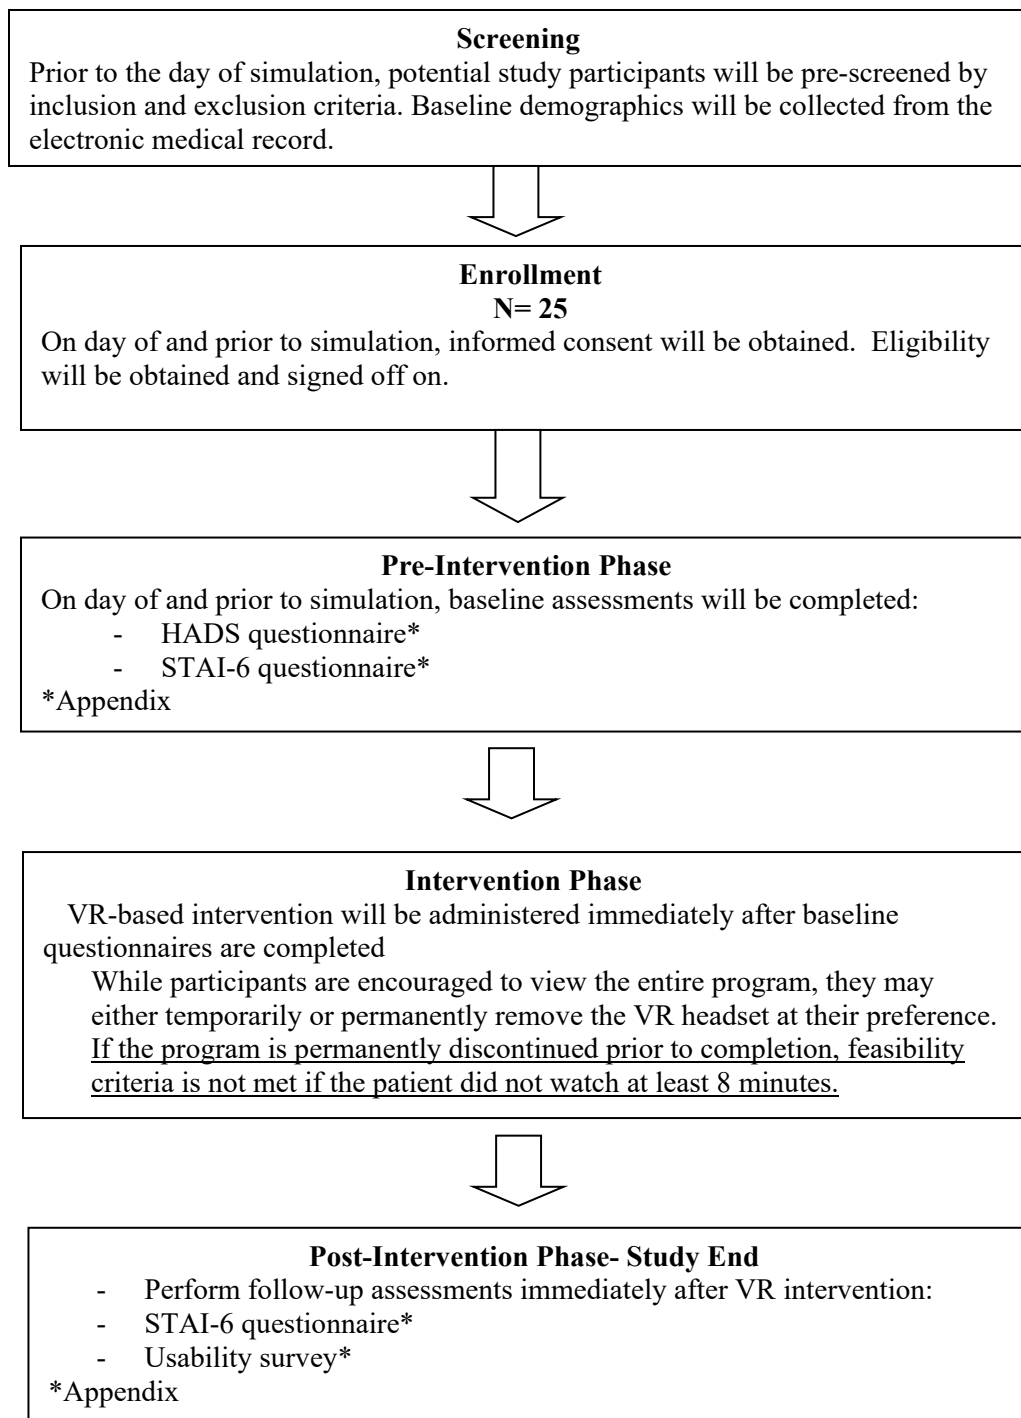 Screening
Prior to the day of simulation, potential study participants will be pre-screened by
inclusion and exclusion criteria. Baseline demographics will be collected from the
electronic medical record.
Enrollment
N= 25
On day of and prior to simulation, informed consent will be obtained.  Eligibility
will be obtained and signed off on.
Pre-Intervention Phase
On day of and prior to simulation, baseline assessments will be completed:
- HADS questionnaire*
- STAI-6 questionnaire*
*Appendix
Intervention Phase
VR-based intervention will be administered immediately after baseline
questionnaires are completed
While participants are encouraged to view the entire program, they may
either temporarily or permanently remove the VR headset at their preference.
If the program is permanently discontinued prior to completion, feasibility
criteria is not met if the patient did not watch at least 8 minutes.
Post-Intervention Phase- Study End
- Perform follow-up assessments immediately after VR intervention:
- STAI-6 questionnaire*
- Usability survey*
*Appendix